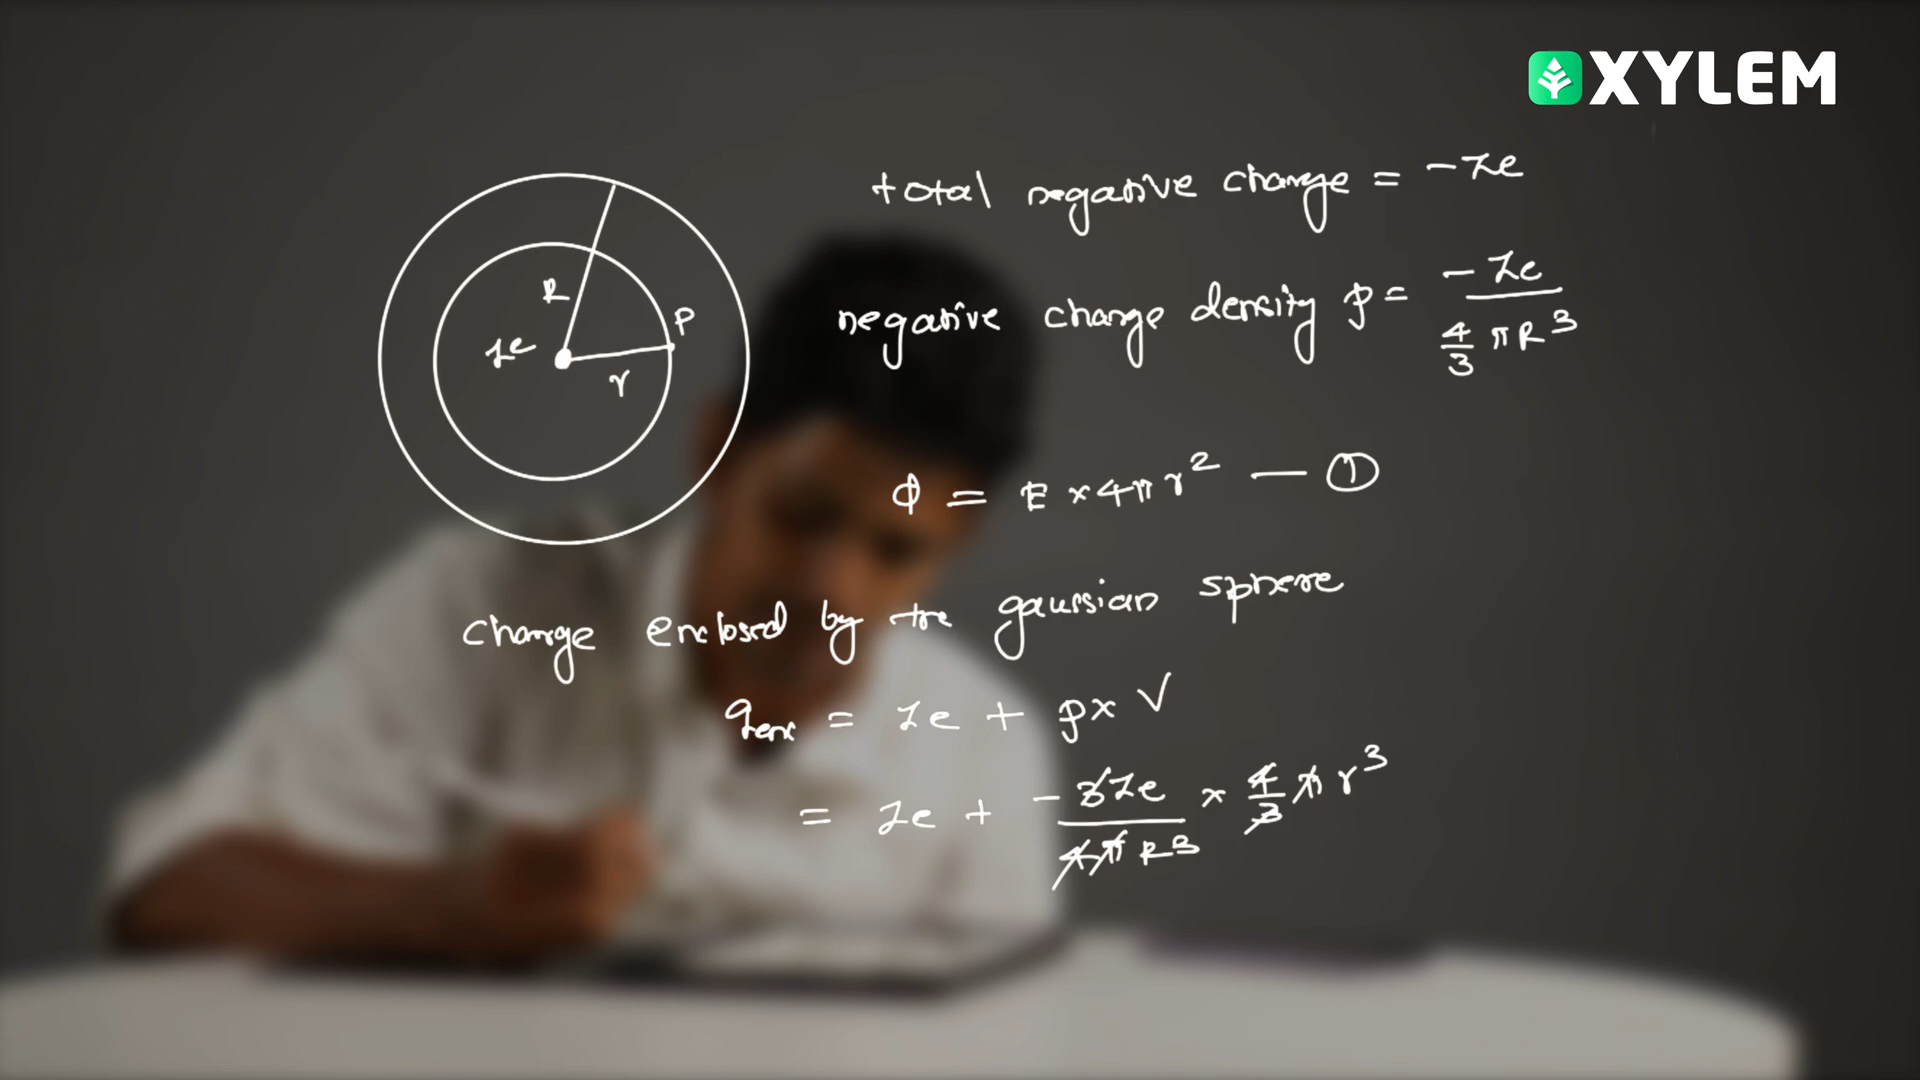 XYLEM
total negative charge = -Ze
R
P
Ze
r
negative charge density ρ = -Ze / (4/3 πR³)
ϕ = E × 4πr² — ①
charge enclosed by the gaussian sphere
qenc = Ze + ρ × V
= Ze + -3Ze / (4πR³) × 4/3 πr³